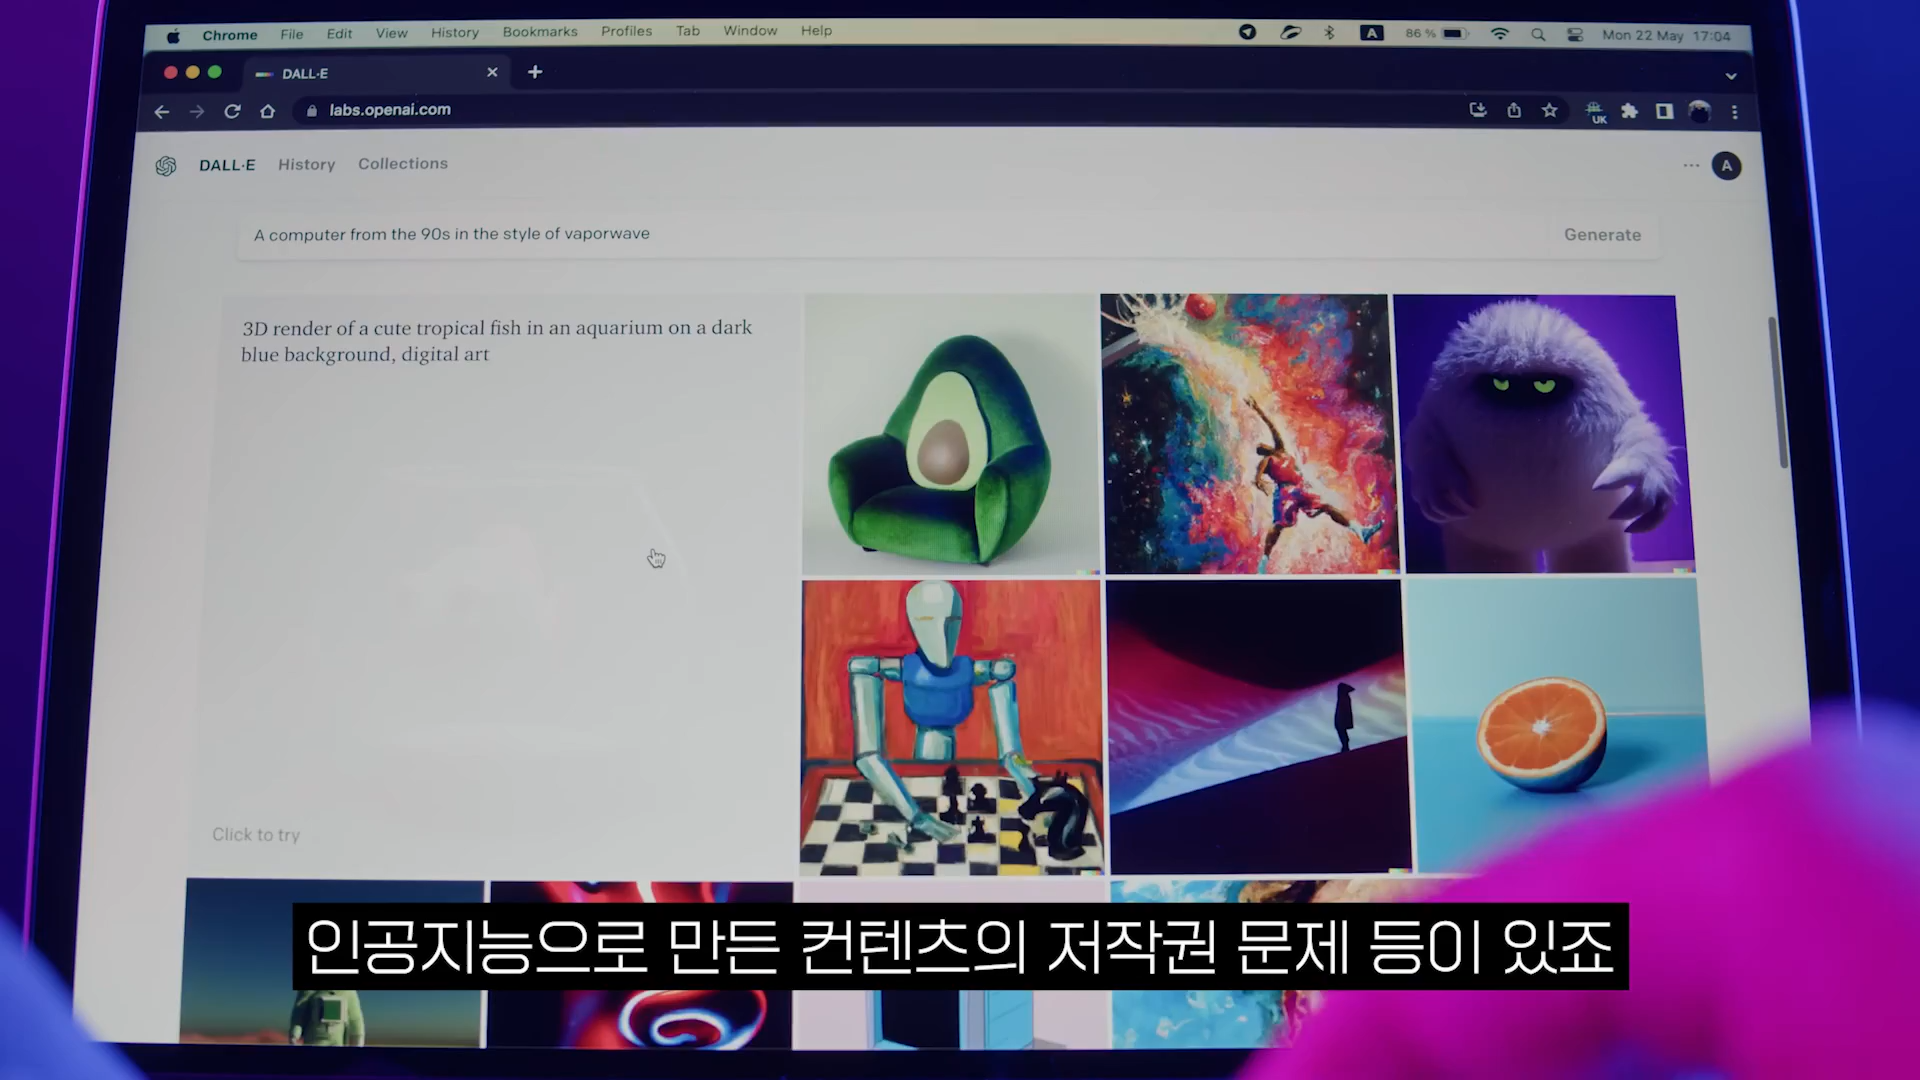 Chrome File Edit View History Bookmarks Profiles Tab Window Help A 86 % Mon 22 May 17:04
DALL·E
labs.openai.com
UK
DALL·E History Collections
A
A computer from the 90s in the style of vaporwave
Generate
3D render of a cute tropical fish in an aquarium on a dark
blue background, digital art
Click to try
인공지능으로 만든 컨텐츠의 저작권 문제 등이 있죠